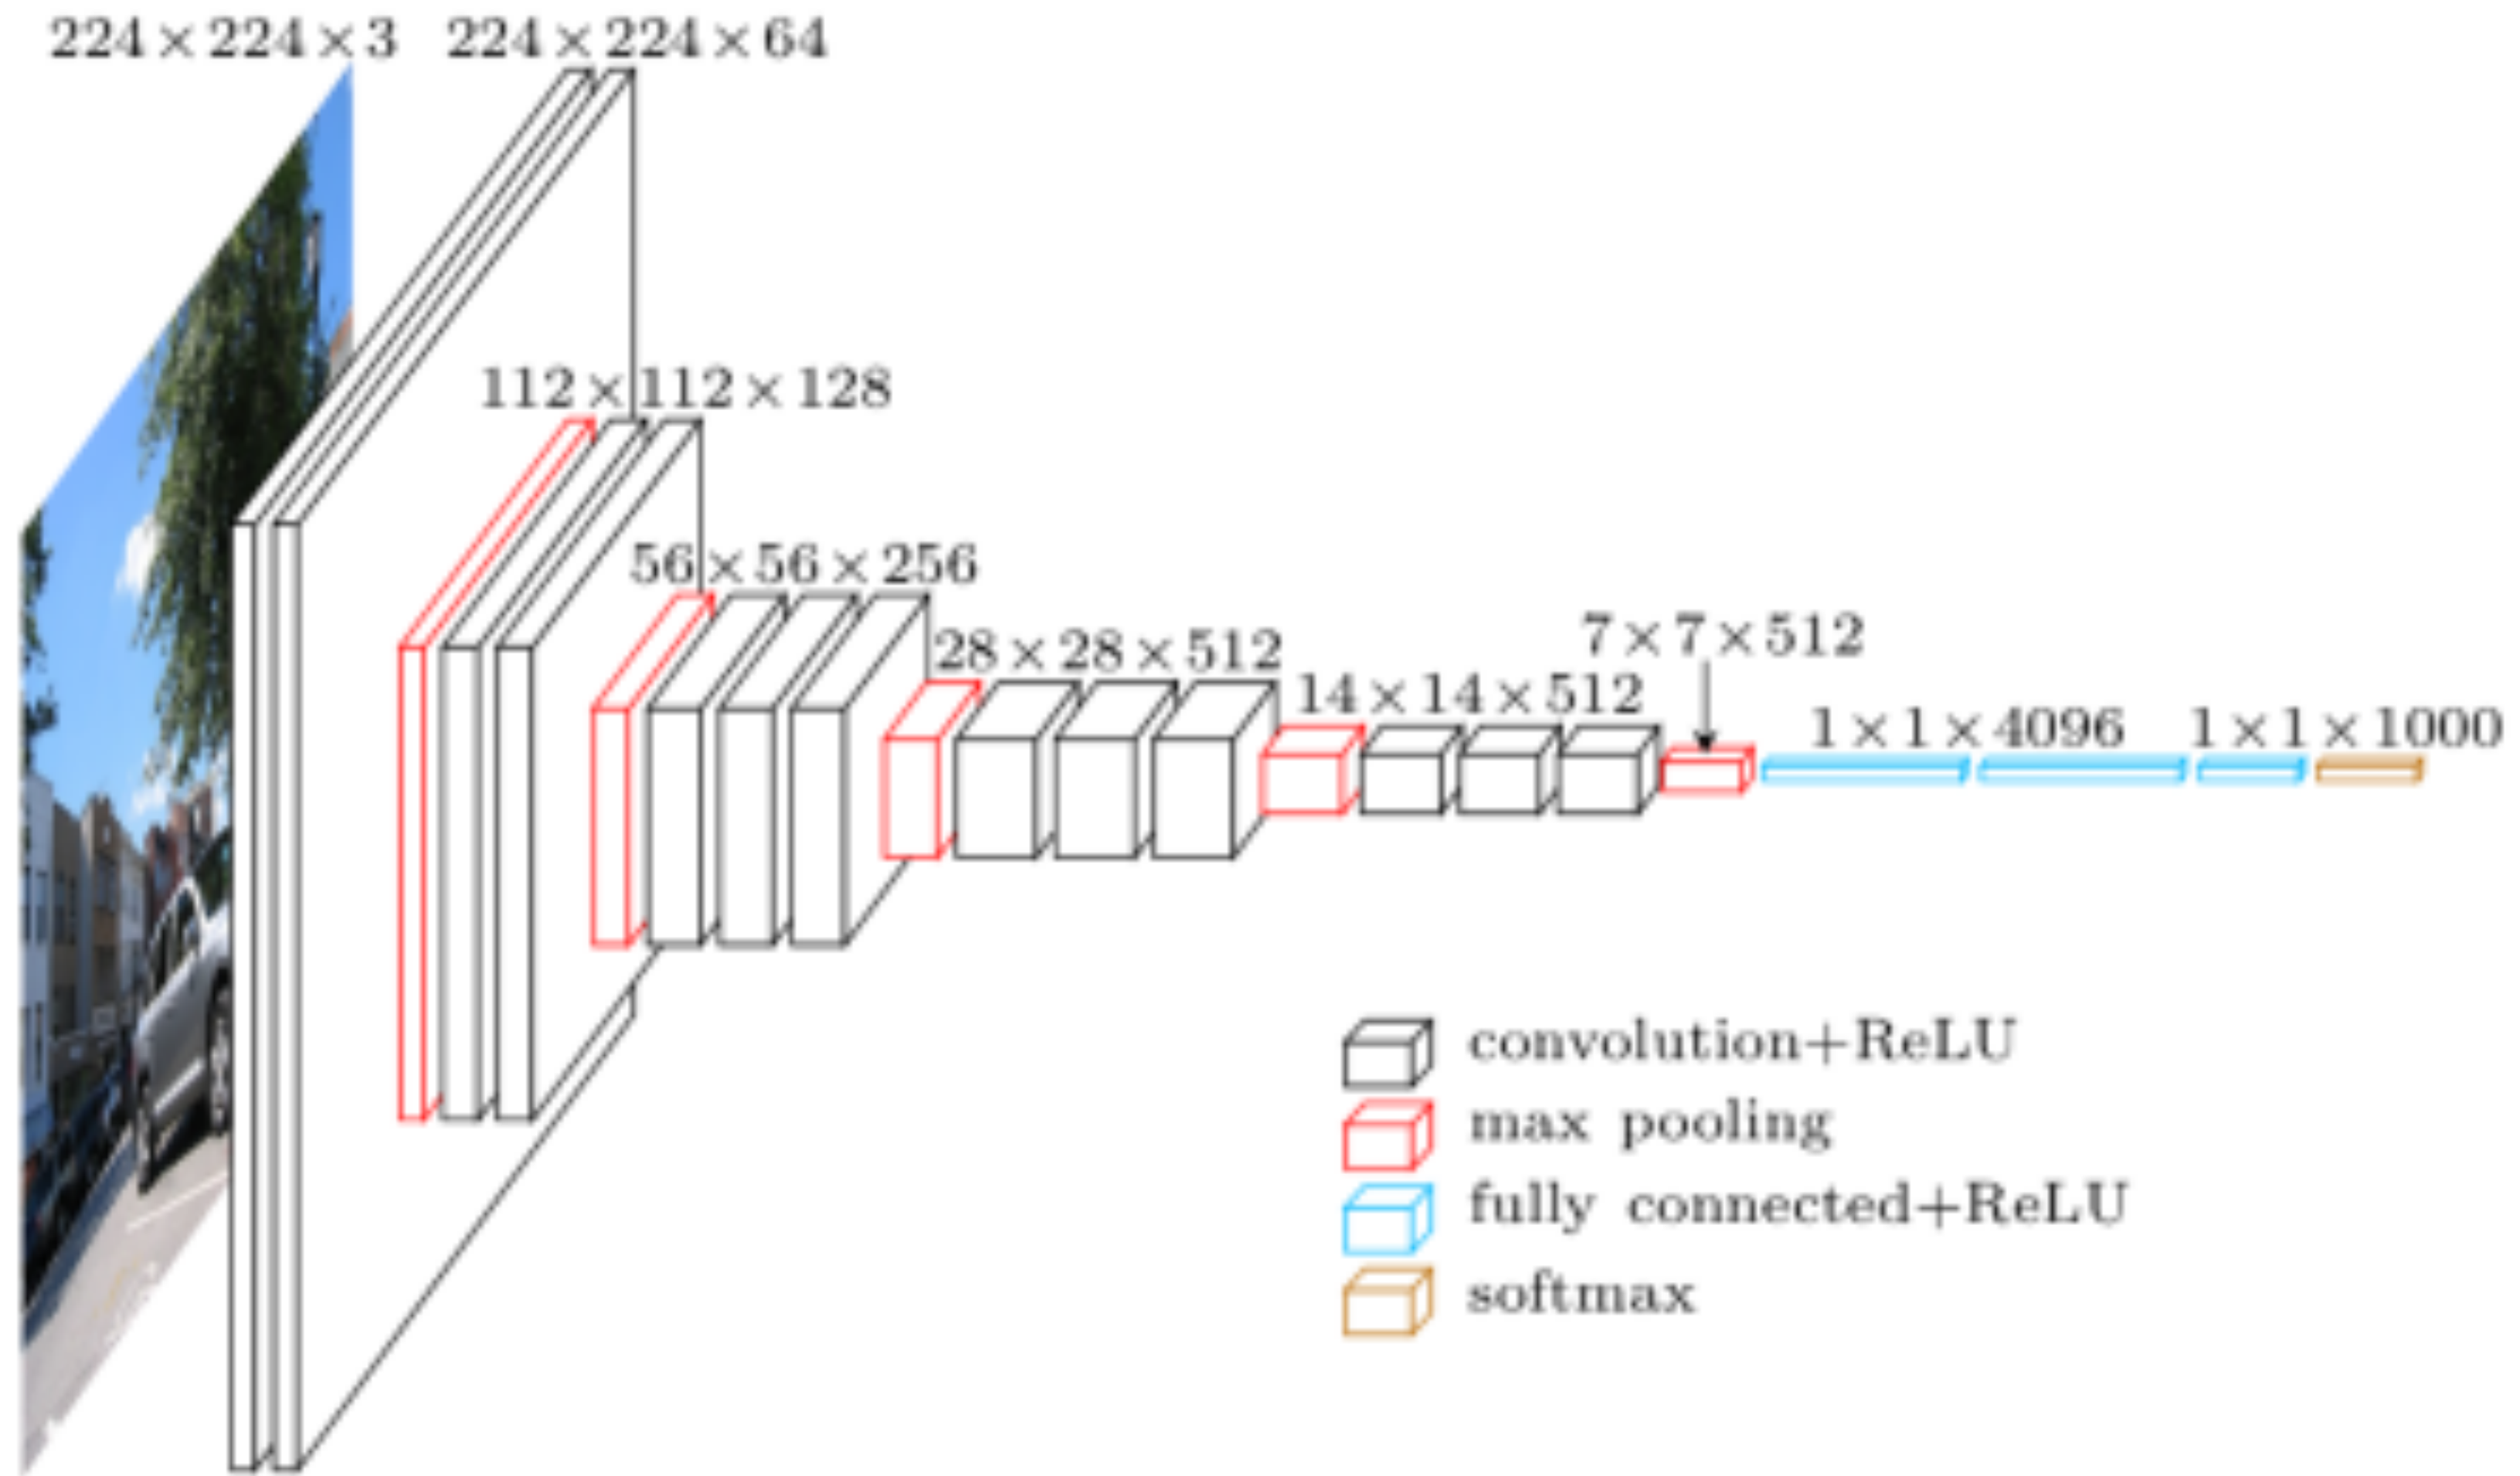 224×224×3
224×224×64
112×112×128
56×56×256
28×28×512
14×14×512
7×7×512
1×1×4096
1×1×1000
convolution+ReLU
max pooling
fully connected+ReLU
softmax